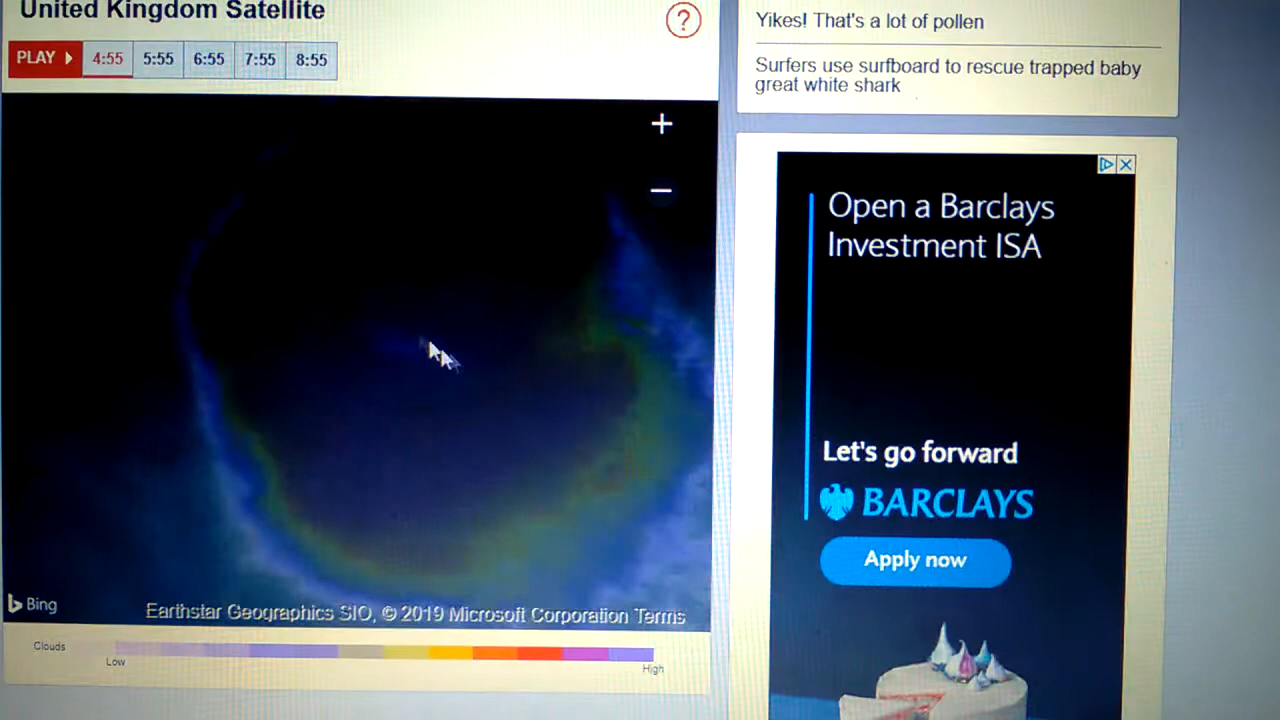 United Kingdom Satellite
?
PLAY
4:55
5:55
6:55
7:55
8:55
+
−
Bing
Earthstar Geographics SIO, © 2019 Microsoft Corporation Terms
Clouds
Low
High
Yikes! That's a lot of pollen
Surfers use surfboard to rescue trapped baby
great white shark
Open a Barclays
Investment ISA
Let's go forward
BARCLAYS
Apply now